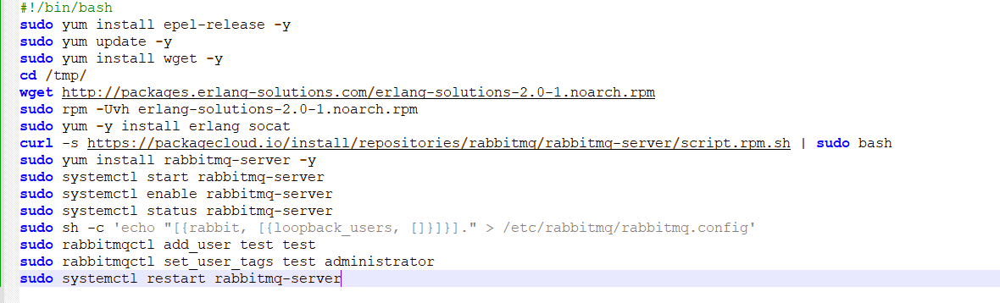 #!/bin/bash
sudo yum install epel-release -y
sudo yum update -y
sudo yum install wget -y
cd /tmp/
wget http://packages.erlang-solutions.com/erlang-solutions-2.0-1.noarch.rpm
sudo rpm -Uvh erlang-solutions-2.0-1.noarch.rpm
sudo yum -y install erlang socat
curl -s https://packagecloud.io/install/repositories/rabbitmq/rabbitmq-server/script.rpm.sh | sudo bash
sudo yum install rabbitmq-server -y
sudo systemctl start rabbitmq-server
sudo systemctl enable rabbitmq-server
sudo systemctl status rabbitmq-server
sudo sh -c 'echo "[{rabbit, [{loopback_users, []}]}]." > /etc/rabbitmq/rabbitmq.config'
sudo rabbitmqctl add_user test test
sudo rabbitmqctl set_user_tags test administrator
sudo systemctl restart rabbitmq-server